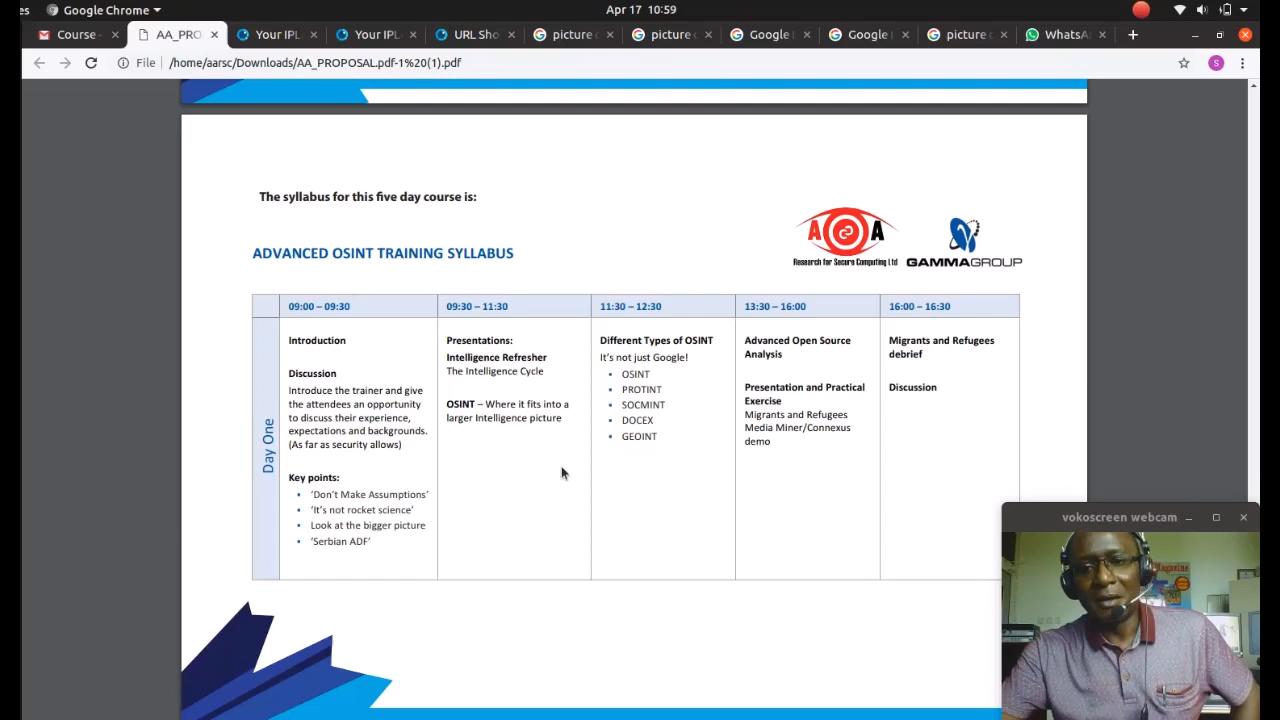 es
Google Chrome
Apr 17 10:59
Course -
AA_PRO
Your IPL
Your IPL
URL Sho
picture
picture
Google
Google
picture
WhatsA
File
/home/aarsc/Downloads/AA_PROPOSAL.pdf-1%20(1).pdf
S
The syllabus for this five day course is:
ADVANCED OSINT TRAINING SYLLABUS
A A
Research for Secure Computing Ltd
GAMMAGROUP
09:00 – 09:30
09:30 – 11:30
11:30 – 12:30
13:30 – 16:00
16:00 – 16:30
Day One
Introduction
Discussion
Introduce the trainer and give
the attendees an opportunity
to discuss their experience,
expectations and backgrounds.
(As far as security allows)
Key points:
• ‘Don’t Make Assumptions’
• ‘It’s not rocket science’
• Look at the bigger picture
• ‘Serbian ADF’
Presentations:
Intelligence Refresher
The Intelligence Cycle
OSINT – Where it fits into a
larger Intelligence picture
Different Types of OSINT
It’s not just Google!
• OSINT
• PROTINT
• SOCMINT
• DOCEX
• GEOINT
Advanced Open Source
Analysis
Presentation and Practical
Exercise
Migrants and Refugees
Media Miner/Connexus
demo
Migrants and Refugees
debrief
Discussion
vokoscreen webcam
Magazine